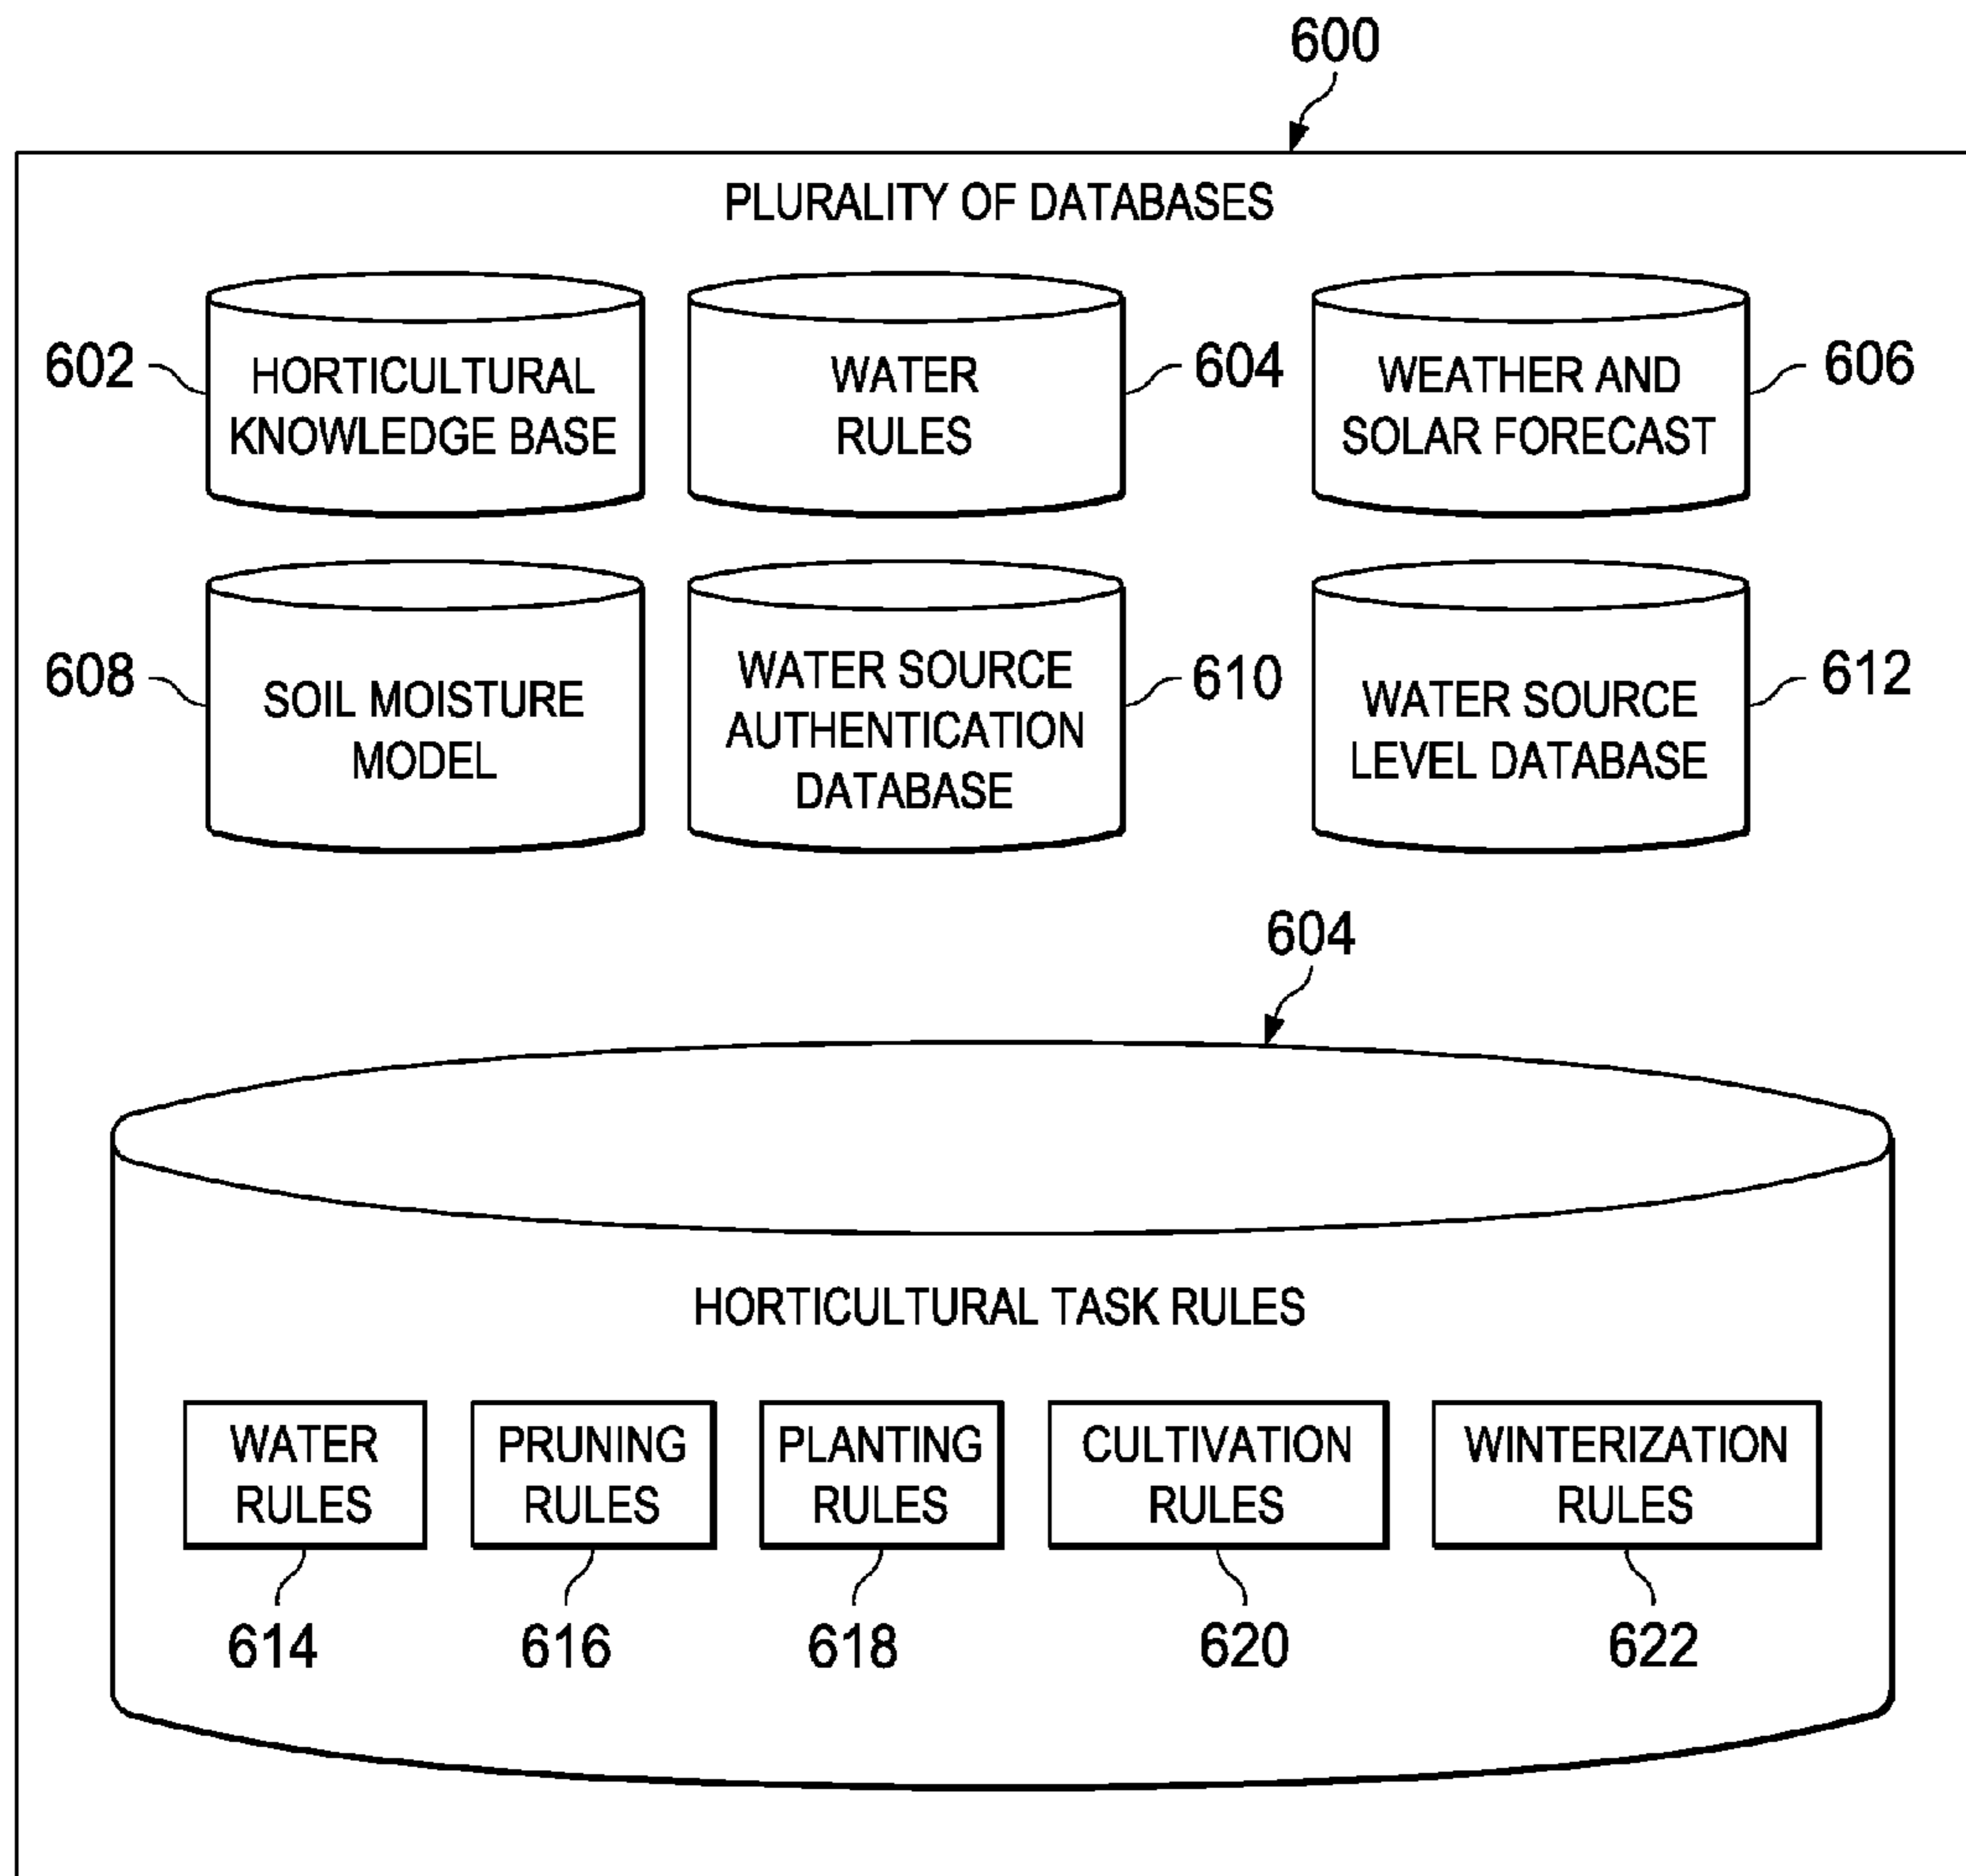 600
PLURALITY OF DATABASES
602
HORTICULTURAL
KNOWLEDGE BASE
WATER
RULES
604
WEATHER AND
SOLAR FORECAST
606
608
SOIL MOISTURE
MODEL
WATER SOURCE
AUTHENTICATION
DATABASE
610
WATER SOURCE
LEVEL DATABASE
612
604
HORTICULTURAL TASK RULES
WATER
RULES
PRUNING
RULES
PLANTING
RULES
CULTIVATION
RULES
WINTERIZATION
RULES
614
616
618
620
622